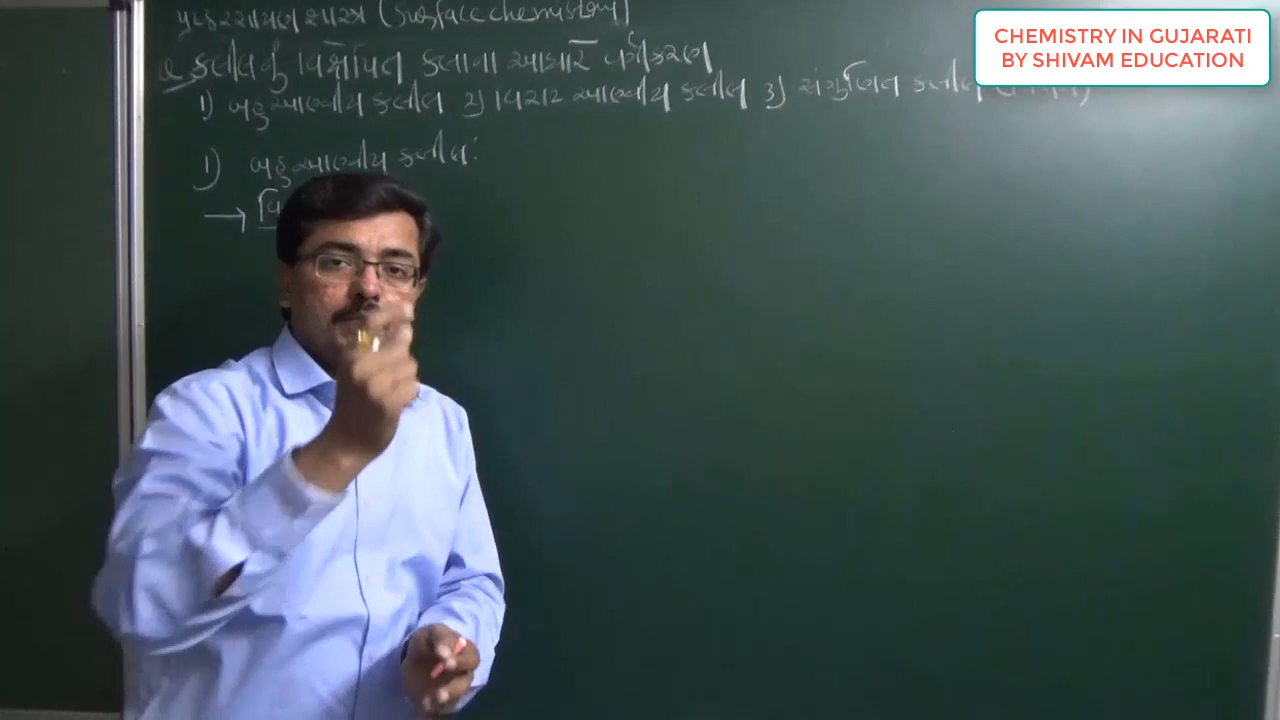 પૃષ્ઠરસાયણ શાસ્ત્ર (Surface chemistry)
CHEMISTRY IN GUJARATI
BY SHIVAM EDUCATION
Q કલીલનું વિક્ષેપિત કલાના આધારે વર્ગીકરણ
1) બહુ આણ્વીય કલીલ 2) વિરાટ આણ્વીય કલીલ 3) સંગુણિત કલીલ
1) બહુ આણ્વીય કલીલ:
→ વિ